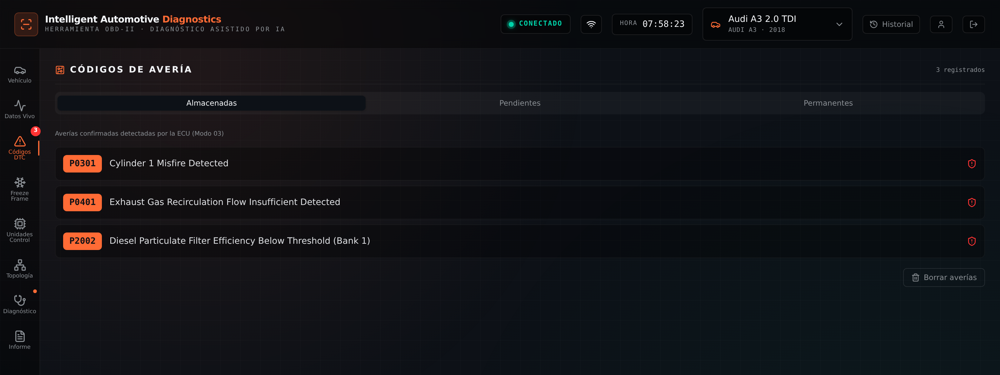 Intelligent Automotive Diagnostics
HERRAMIENTA OBD-II · DIAGNÓSTICO ASISTIDO POR IA
CONECTADO
HORA 07:58:23
Audi A3 2.0 TDI
AUDI A3 · 2018
Historial
Vehículo
Datos Vivo
3
Códigos
DTC
Freeze
Frame
Unidades
Control
Topología
Diagnóstico
Informe
CÓDIGOS DE AVERÍA
3 registrados
Almacenadas
Pendientes
Permanentes
Averías confirmadas detectadas por la ECU (Modo 03)
P0301 Cylinder 1 Misfire Detected
P0401 Exhaust Gas Recirculation Flow Insufficient Detected
P2002 Diesel Particulate Filter Efficiency Below Threshold (Bank 1)
Borrar averías